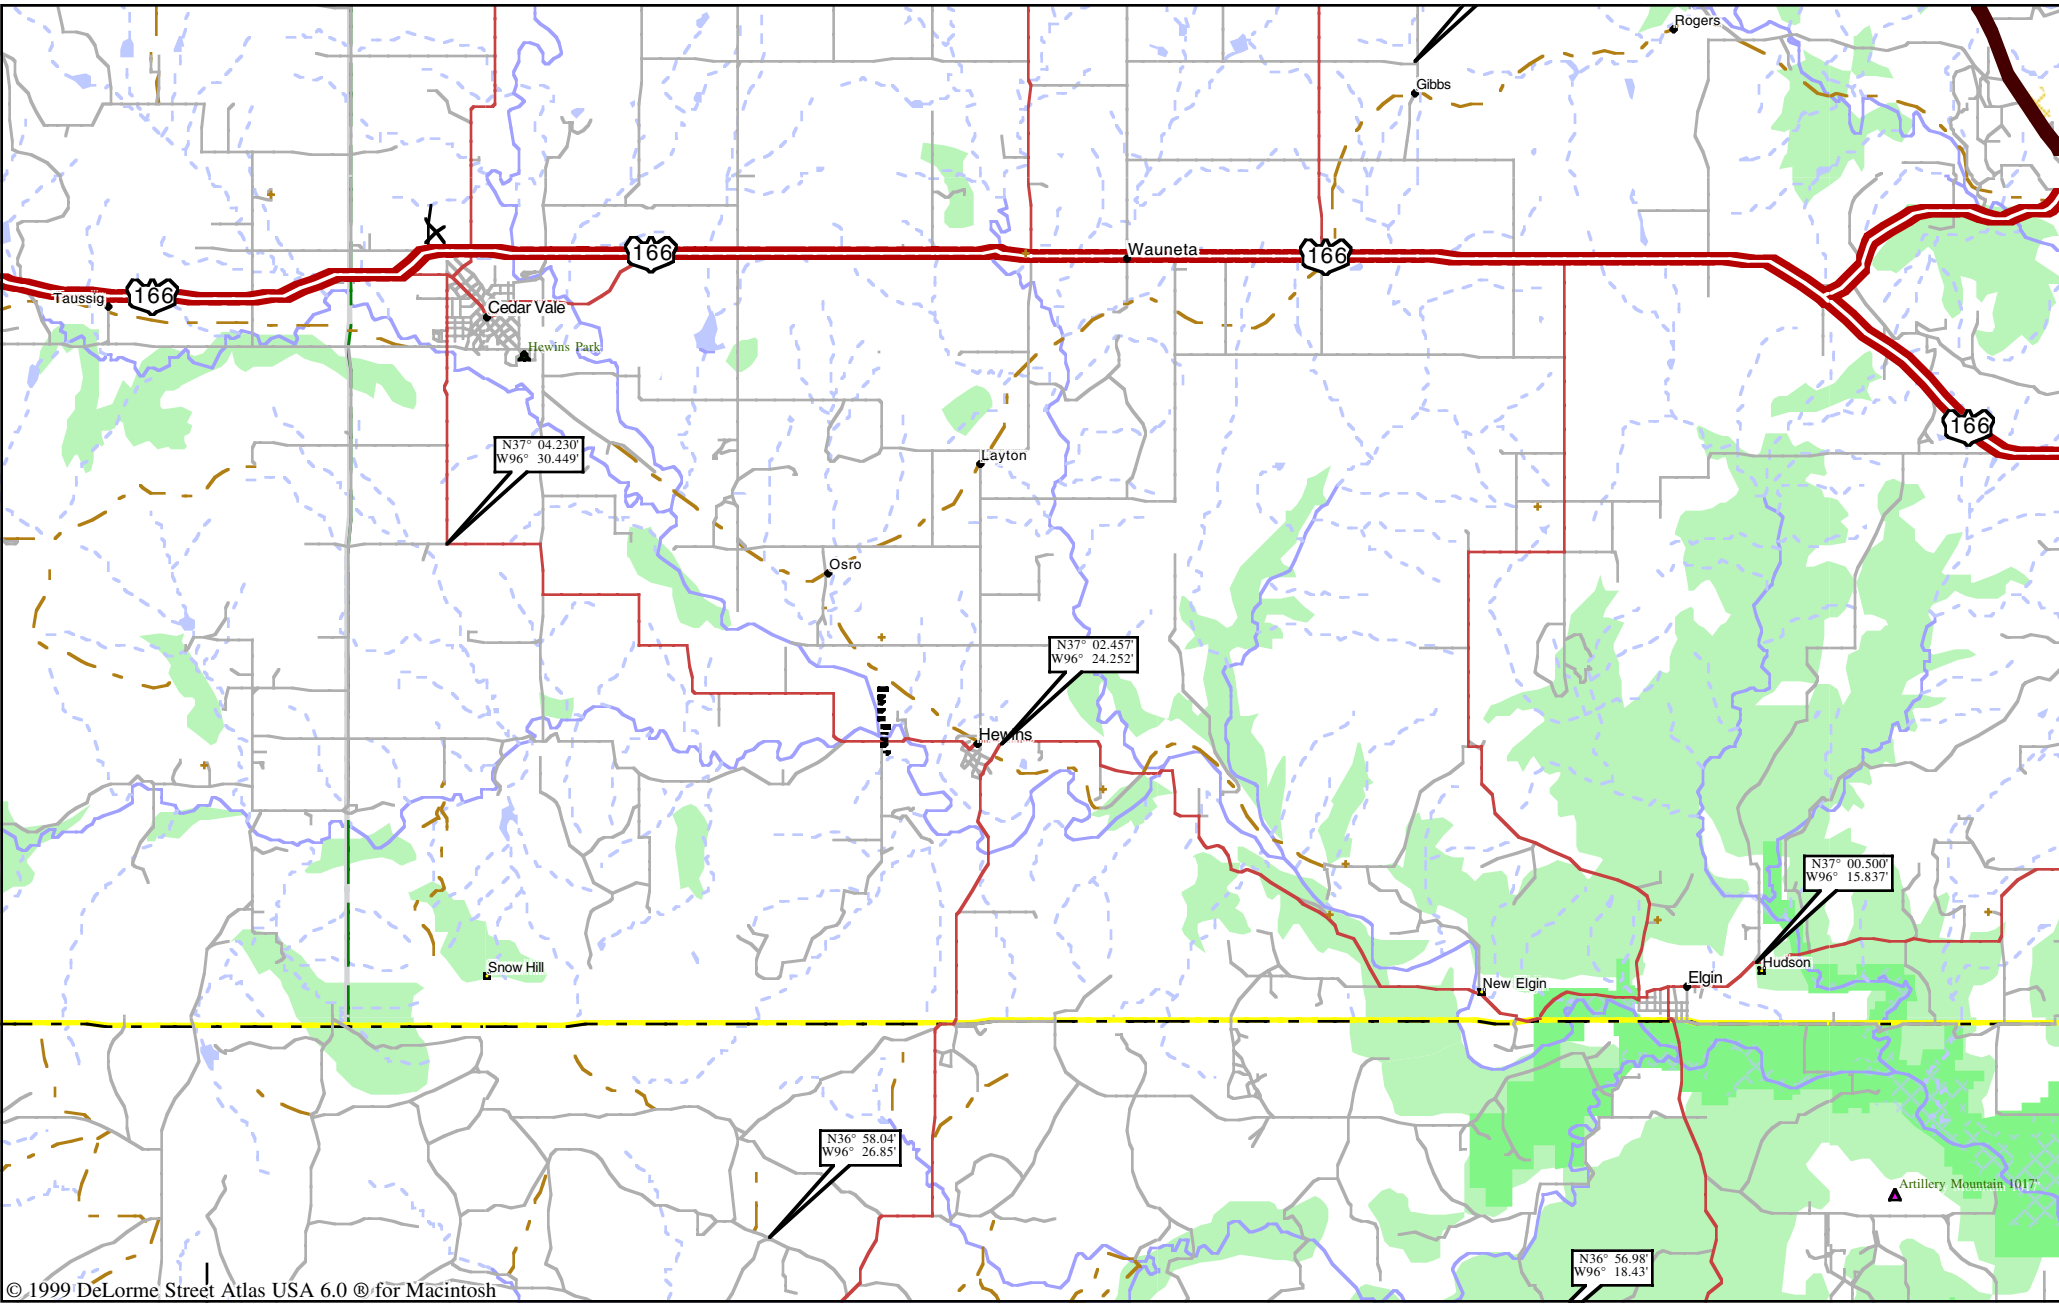 Rogers
Gibbs
166
Wauneta
166
166
Taussig
Cedar Vale
Hewins Park
166
N37° 04.230'
W96° 30.449'
Layton
Osro
N37° 02.457'
W96° 24.252'
Hewins
N37° 00.500'
W96° 15.837'
Snow Hill
Hudson
Elgin
New Elgin
N36° 58.04'
W96° 26.85'
Artillery Mountain 1017'
N36° 56.98'
W96° 18.43'
© 1999 DeLorme Street Atlas USA 6.0 ® for Macintosh